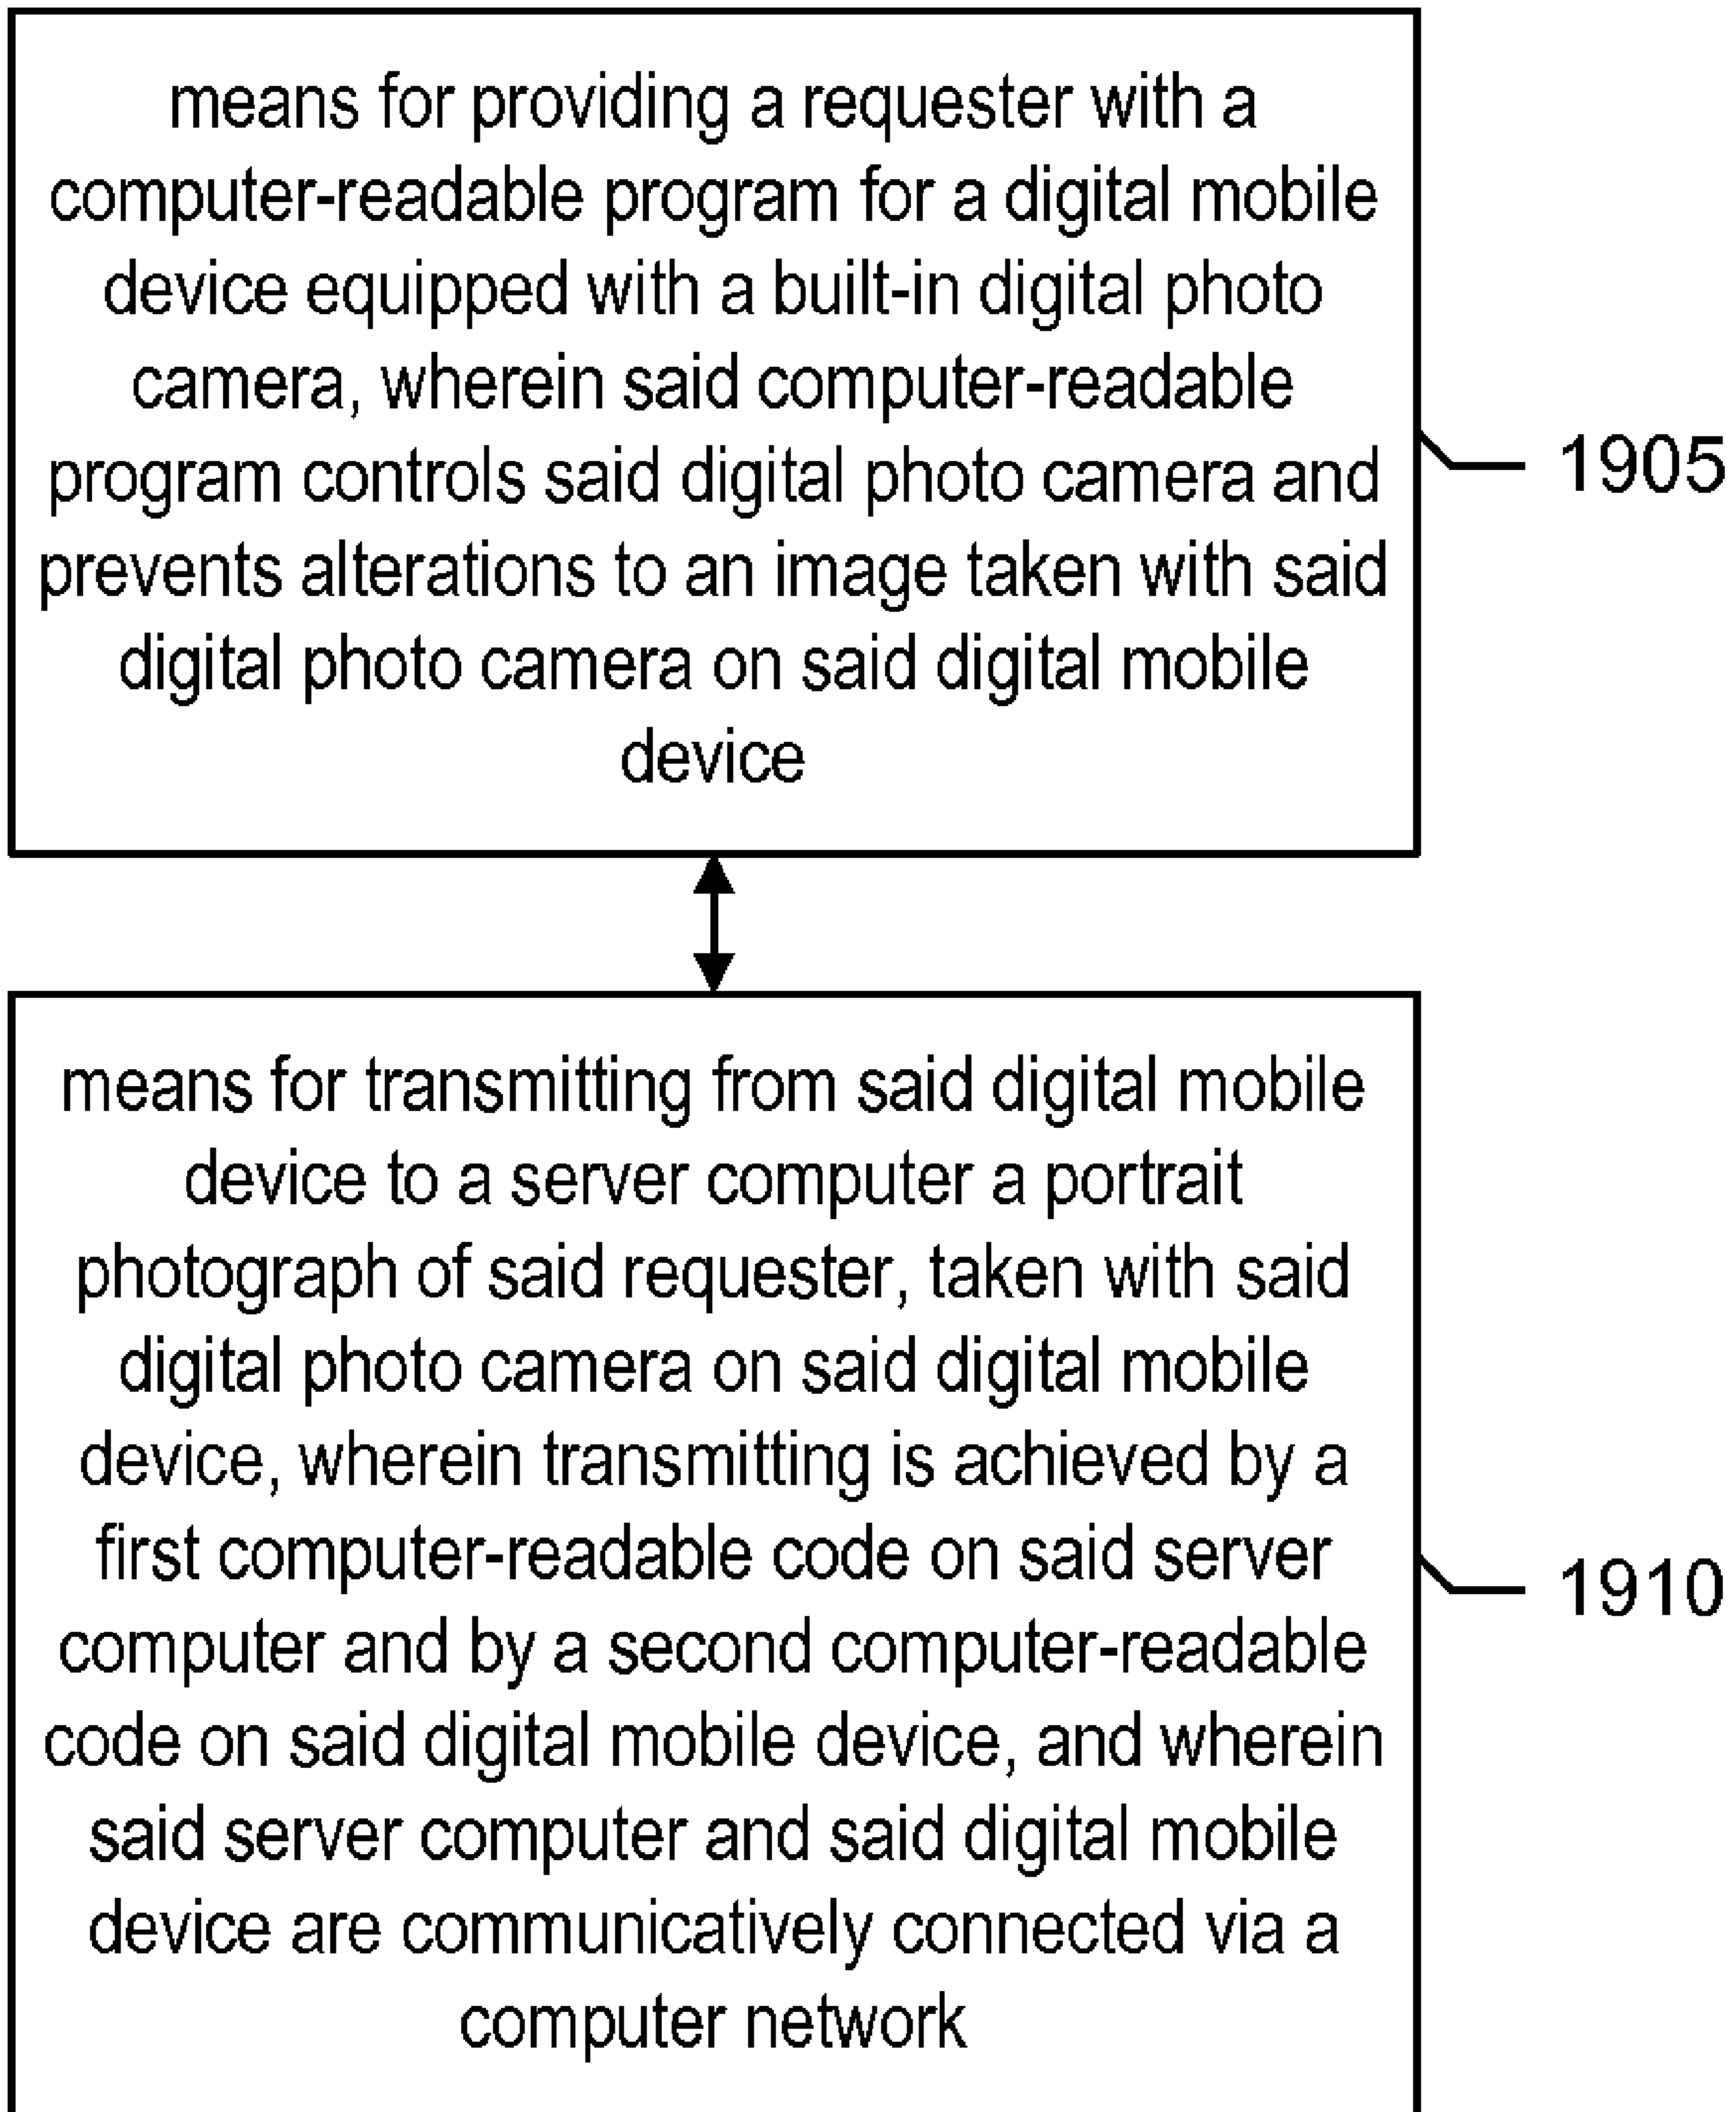 means for providing a requester with a
computer-readable program for a digital mobile
device equipped with a built-in digital photo
camera, wherein said computer-readable
program controls said digital photo camera and
prevents alterations to an image taken with said
digital photo camera on said digital mobile
device
1905
means for transmitting from said digital mobile
device to a server computer a portrait
photograph of said requester, taken with said
digital photo camera on said digital mobile
device, wherein transmitting is achieved by a
first computer-readable code on said server
computer and by a second computer-readable
code on said digital mobile device, and wherein
said server computer and said digital mobile
device are communicatively connected via a
computer network
1910